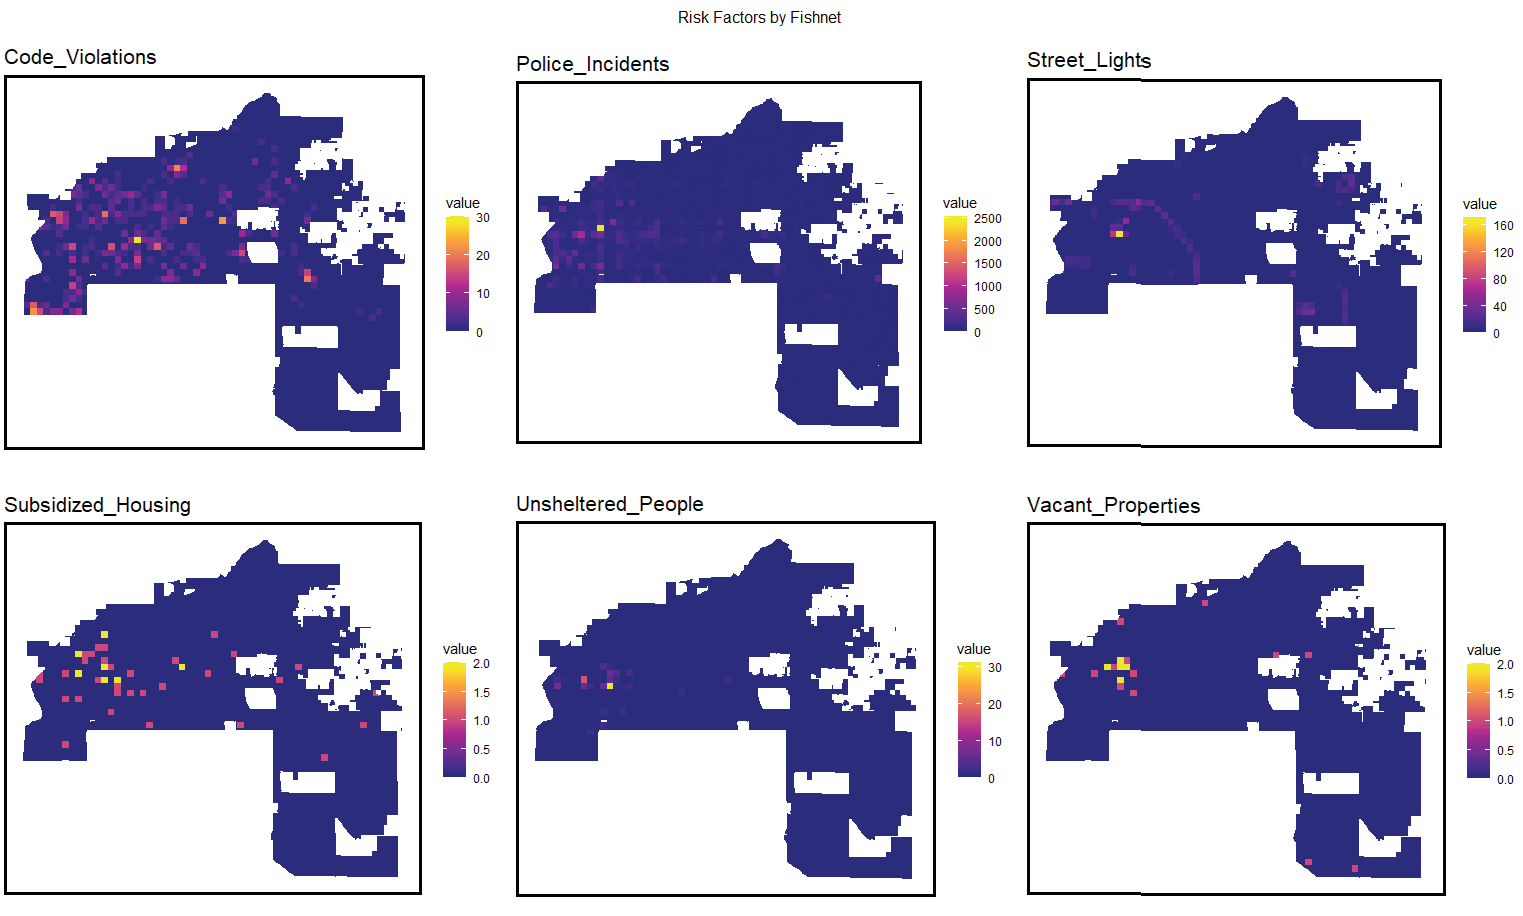 Risk Factors by Fishnet
Code_Violations
value
30
20
10
0
Police_Incidents
value
2500
2000
1500
1000
500
0
Street_Lights
value
160
120
80
40
0
Subsidized_Housing
value
2.0
1.5
1.0
0.5
0.0
Unsheltered_People
value
30
20
10
0
Vacant_Properties
value
2.0
1.5
1.0
0.5
0.0